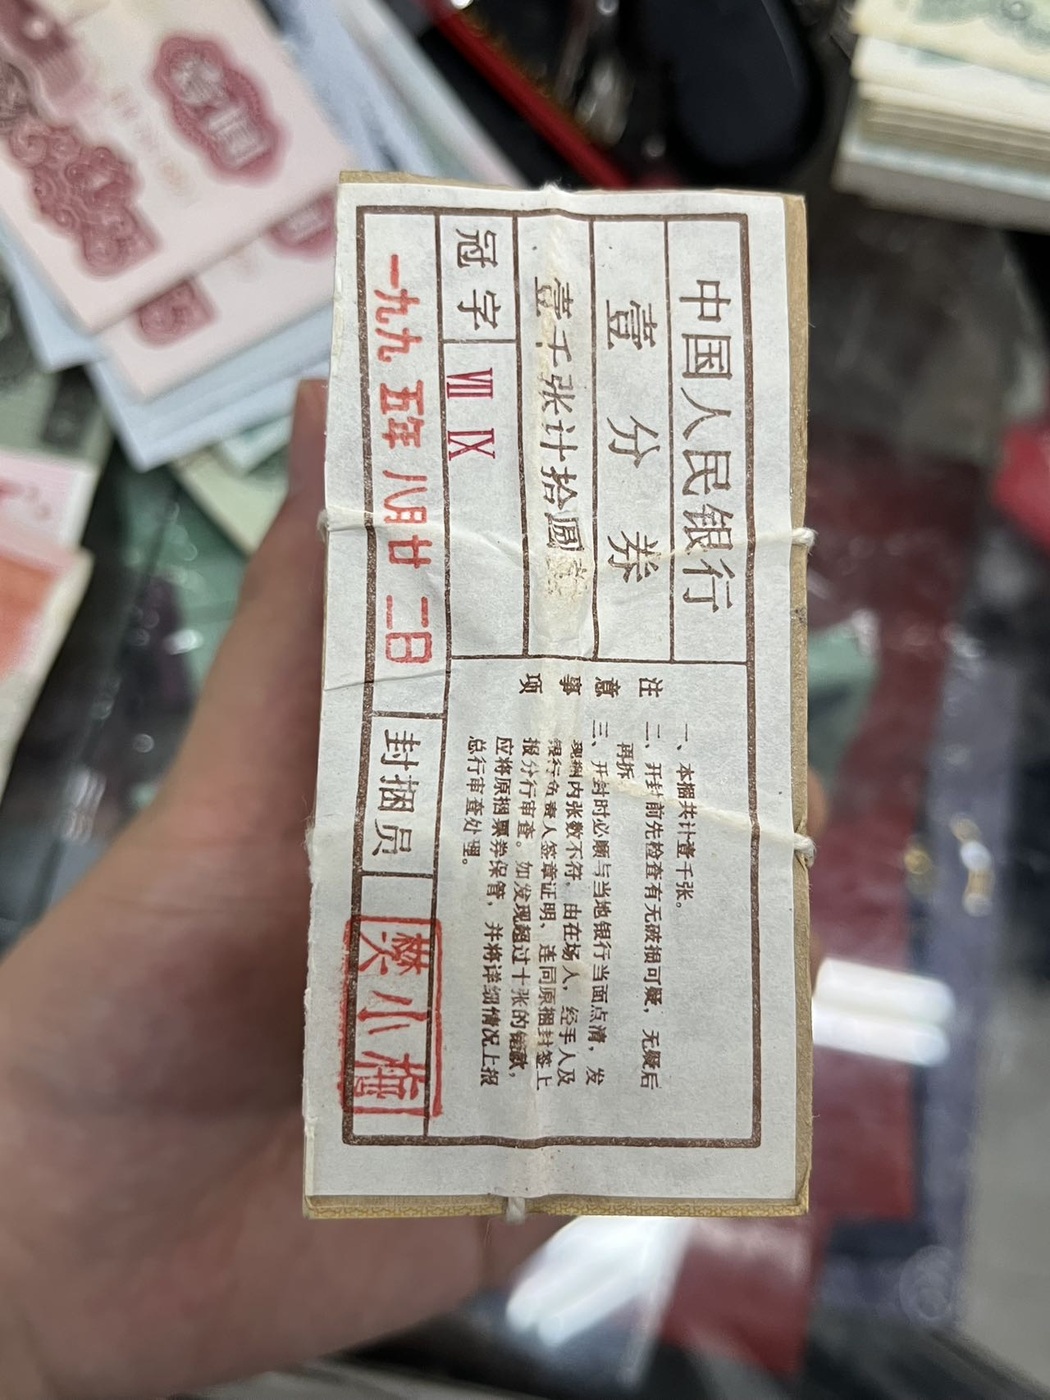 中国人民银行
壹分券
壹千张计拾圆
冠字 Ⅶ Ⅸ
一九九五年八月廿二日
注意事项
一、本捆共计壹千张。
二、开封前先检查有无破捆可疑，无疑后
再拆
三、开封时必顺与当地银行当面点清，发
现捆内张数不符，由在场人，经手人及
银行负责人签章证明、连同原捆封签上
报分行审查。如发现超过十张的错款，
应将原捆票券保管，并将详细情况上报
总行审查处理。
封捆员
樊小梅